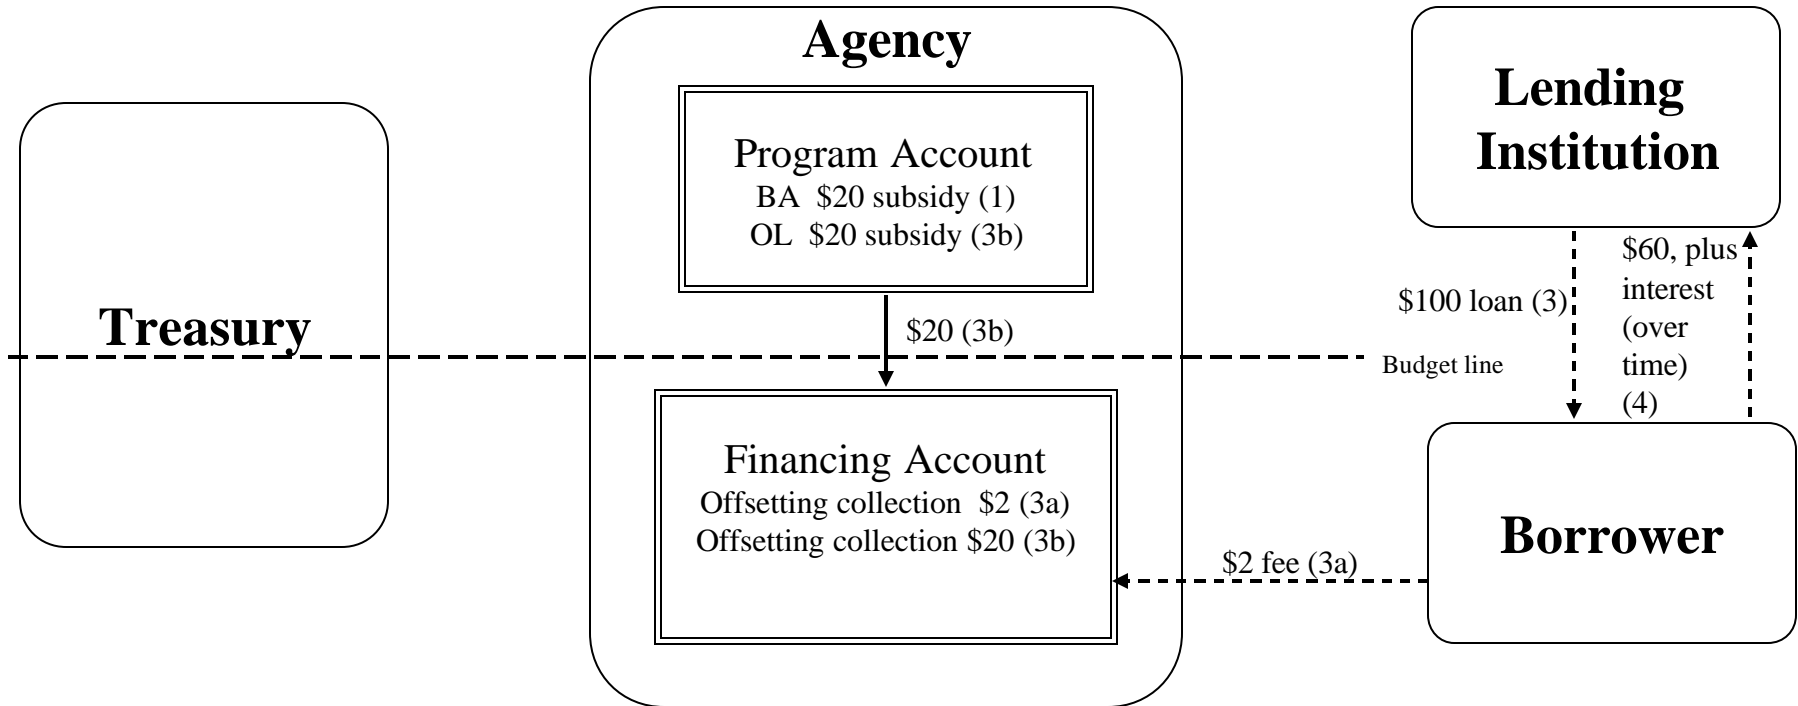 Agency
Lending
Institution
Program Account
BA  $20 subsidy (1)
OL  $20 subsidy (3b)
Treasury
$20 (3b)
$100 loan (3)
$60, plus
interest
(over
time)
(4)
Budget line
Financing Account
Offsetting collection  $2 (3a)
Offsetting collection $20 (3b)
$2 fee (3a)
Borrower